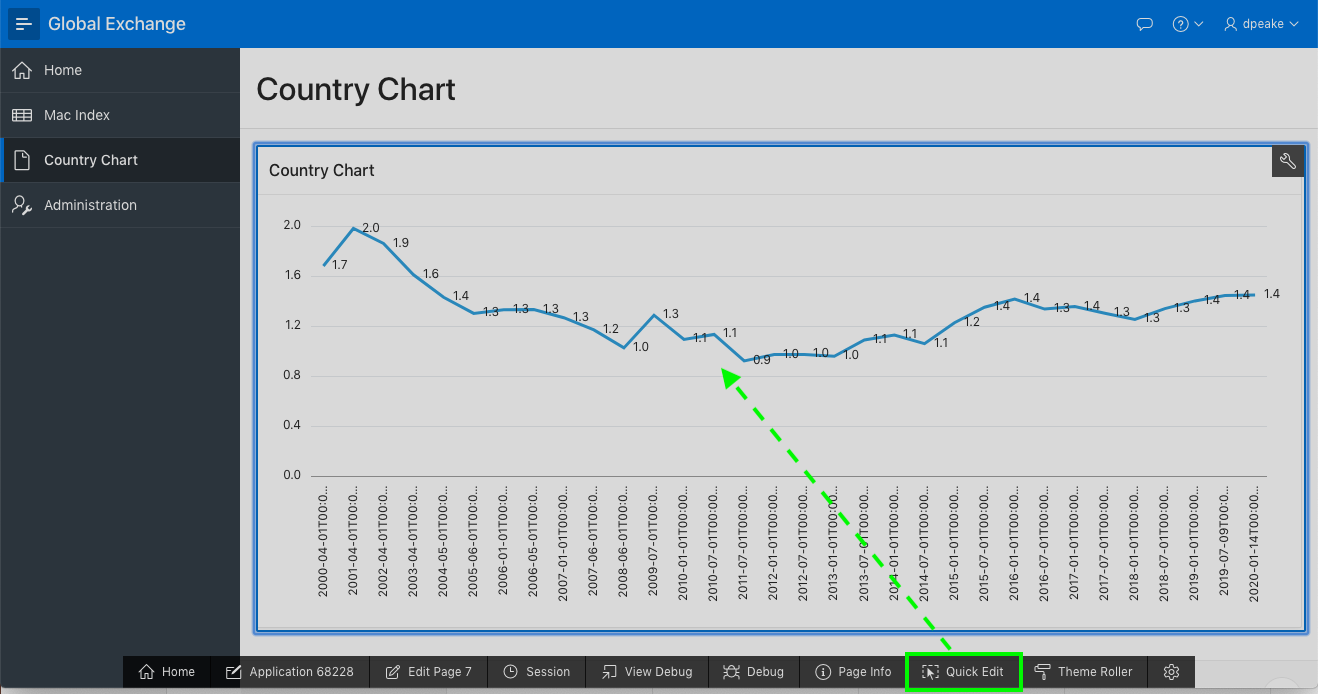 Global Exchange
dpeake
Home
Mac Index
Country Chart
Administration
Country Chart
Country Chart
2.0
1.6
1.2
0.8
0.4
0.0
1.7
2.0
1.9
1.6
1.4
1.3
1.3
1.3
1.3
1.2
1.0
1.3
1.1
1.1
0.9
1.0
1.0
1.0
1.1
1.1
1.1
1.2
1.4
1.4
1.3
1.4
1.3
1.3
1.3
1.4
1.4
1.4
2000-04-01T00:0...
2001-04-01T00:00...
2002-04-01T00:0...
2003-04-01T00:0...
2004-05-01T00:0...
2005-06-01T00:0...
2006-01-01T00:00...
2006-05-01T00:0...
2007-01-01T00:00...
2007-06-01T00:0...
2008-06-01T00:0...
2009-07-01T00:00...
2010-01-01T00:00...
2010-07-01T00:00...
2011-07-01T00:00...
2012-01-01T00:00...
2012-07-01T00:00...
2013-01-01T00:00...
2013-07-01T00:00...
2014-01-01T00:00...
2014-07-01T00:00...
2015-01-01T00:00...
2015-07-01T00:00...
2016-01-01T00:00...
2016-07-01T00:00...
2017-01-01T00:00...
2017-07-01T00:00...
2018-01-01T00:00...
2018-07-01T00:00...
2019-01-01T00:00...
2019-07-09T00:0...
2020-01-14T00:00...
Home Application 68228 Edit Page 7 Session View Debug Debug Page Info Quick Edit Theme Roller